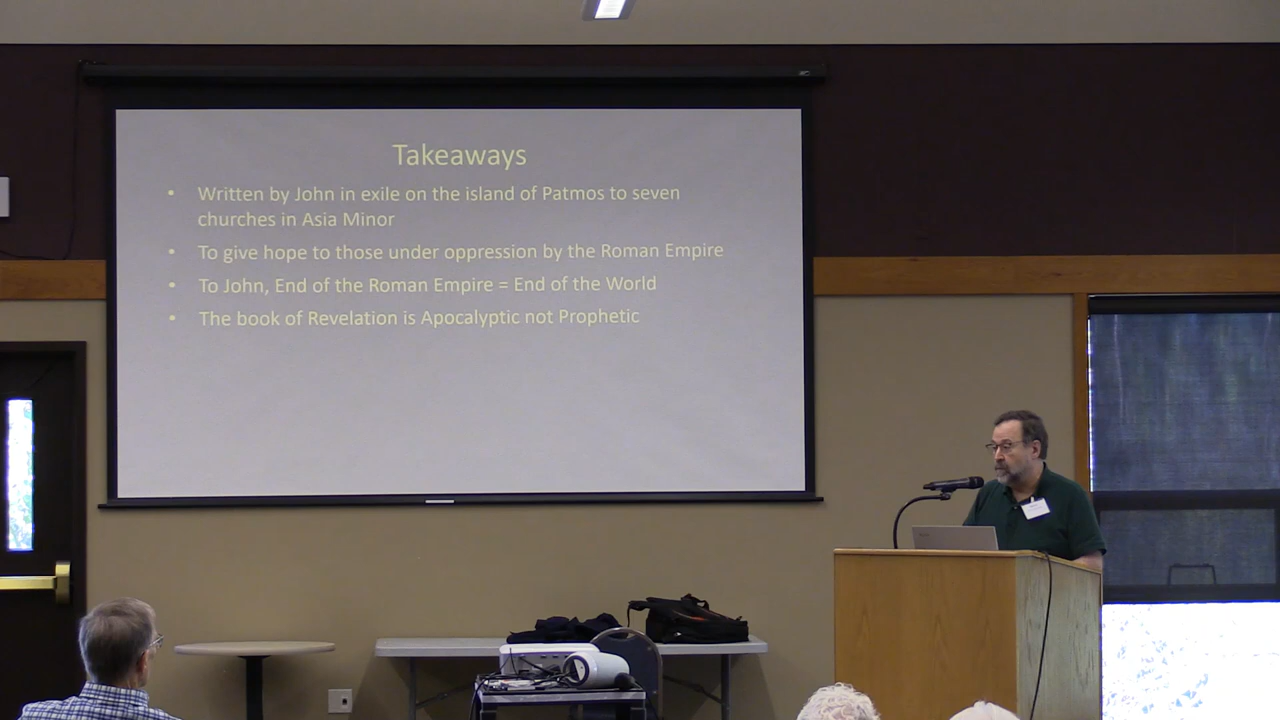 Takeaways
• Written by John in exile on the island of Patmos to seven
churches in Asia Minor
• To give hope to those under oppression by the Roman Empire
• To John, End of the Roman Empire = End of the World
• The book of Revelation is Apocalyptic not Prophetic